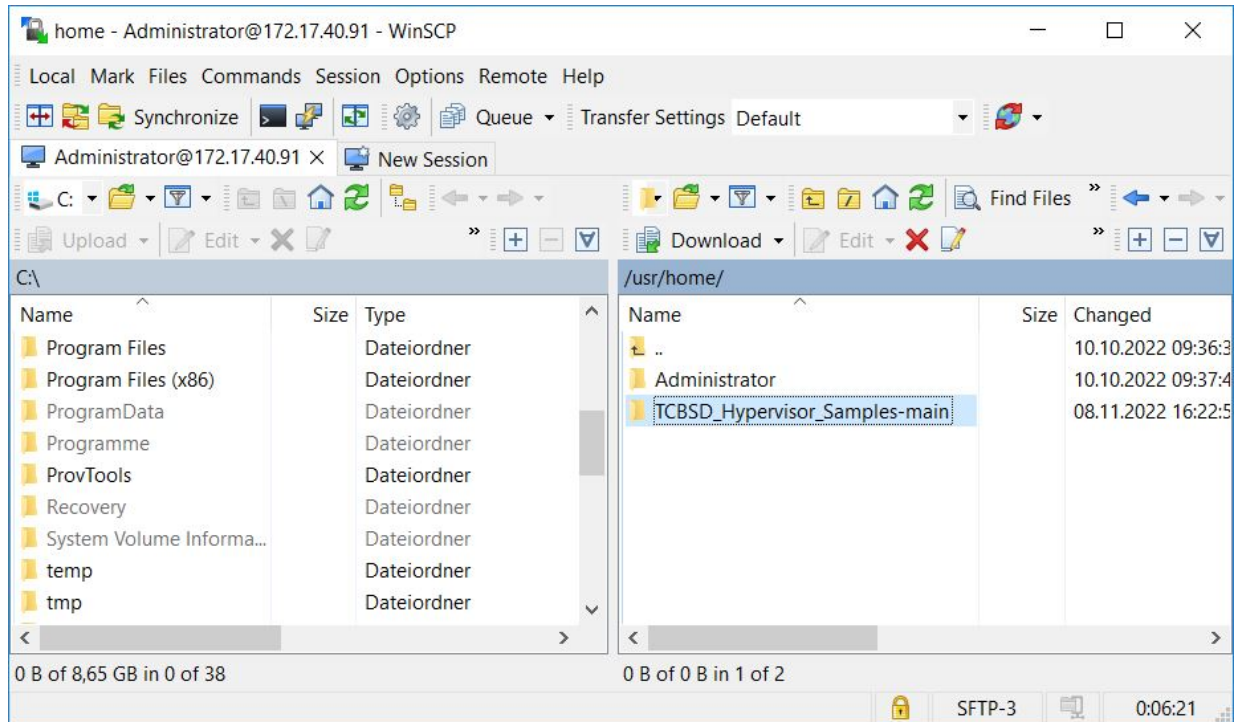 home - Administrator@172.17.40.91 - WinSCP
Local Mark Files Commands Session Options Remote Help
Synchronize Queue Transfer Settings Default
Administrator@172.17.40.91 New Session
C:
Upload Edit
C:\
Name Size Type
Program Files Dateiordner
Program Files (x86) Dateiordner
ProgramData Dateiordner
Programme Dateiordner
ProvTools Dateiordner
Recovery Dateiordner
System Volume Informa... Dateiordner
temp Dateiordner
tmp Dateiordner
0 B of 8,65 GB in 0 of 38
Find Files »
Download Edit »
/usr/home/
Name Size Changed
.. 10.10.2022 09:36:3
Administrator 10.10.2022 09:37:4
TCBSD_Hypervisor_Samples-main 08.11.2022 16:22:5
0 B of 0 B in 1 of 2
SFTP-3 0:06:21